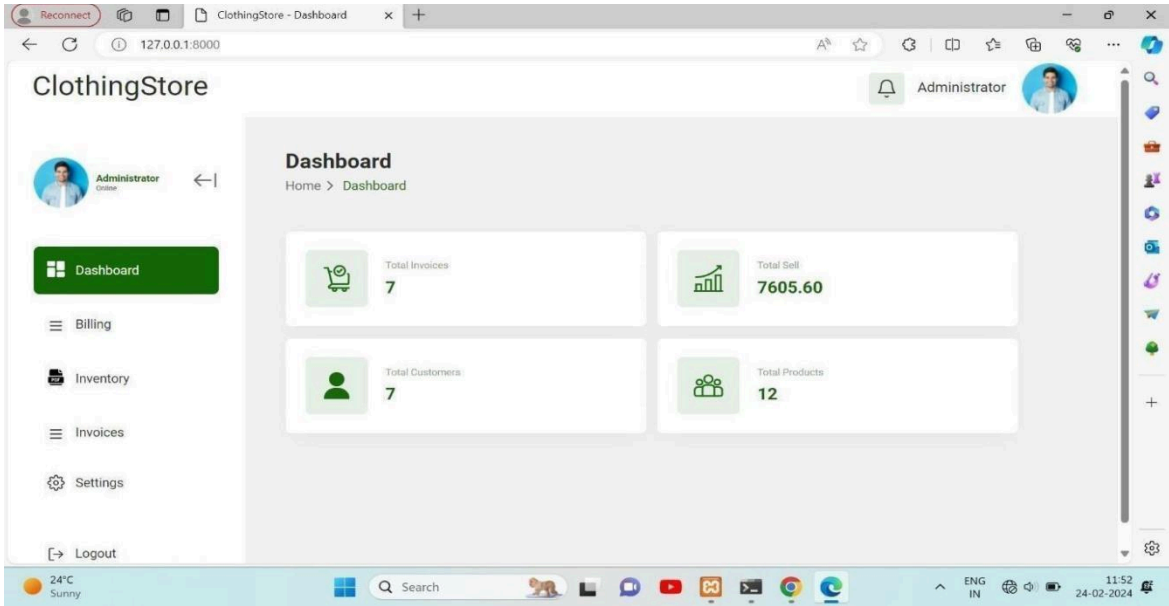 Reconnect
ClothingStore - Dashboard
127.0.0.1:8000
ClothingStore
Administrator
Administrator
Online
Dashboard
Home > Dashboard
Dashboard
Billing
Inventory
Invoices
Settings
Logout
Total Invoices
7
Total Sell
7605.60
Total Customers
7
Total Products
12
24°C
Sunny
Search
ENG
IN
11:52
24-02-2024